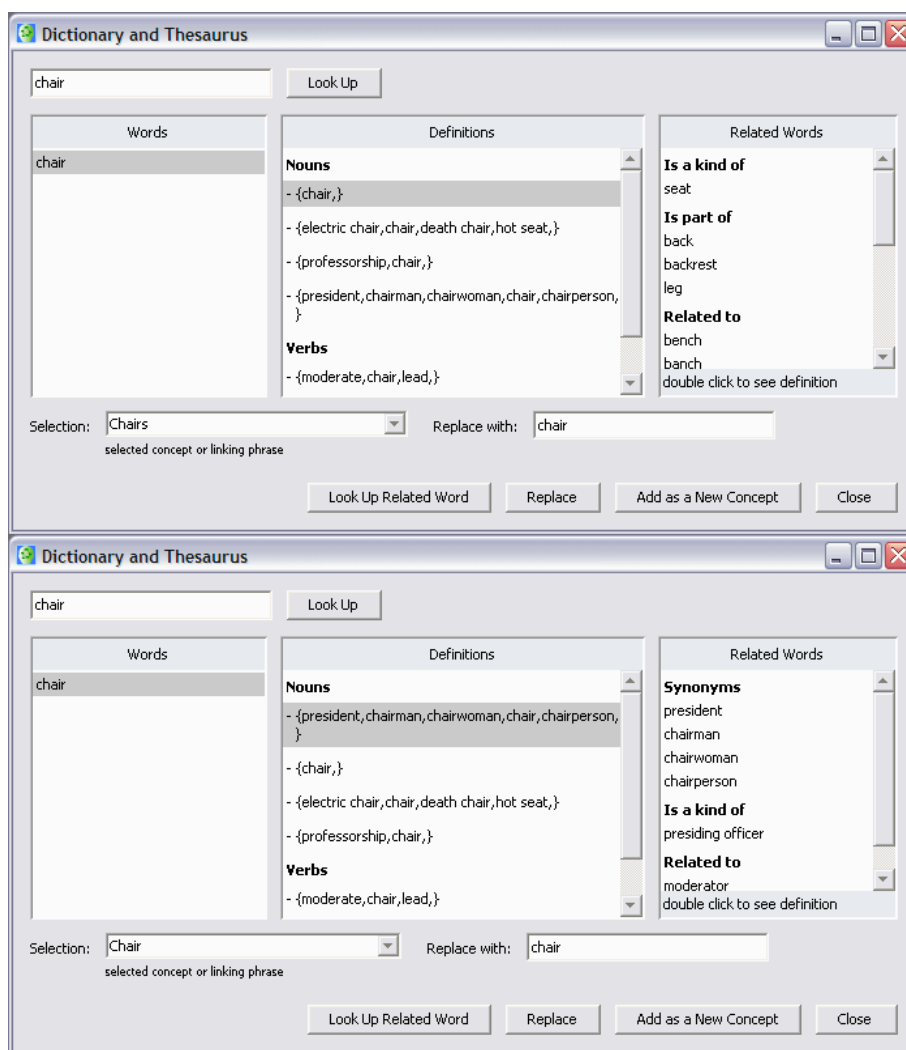 Dictionary and Thesaurus
chair
Look Up
Words
chair
Definitions
Nouns
- {chair,}
- {electric chair,chair,death chair,hot seat,}
- {professorship,chair,}
- {president,chairman,chairwoman,chair,chairperson,
}
Verbs
- {moderate,chair,lead,}
Related Words
Is a kind of
seat
Is part of
back
backrest
leg
Related to
bench
banch
double click to see definition
Selection: Chairs
selected concept or linking phrase
Replace with: chair
Look Up Related Word
Replace
Add as a New Concept
Close
Dictionary and Thesaurus
chair
Look Up
Words
chair
Definitions
Nouns
- {president,chairman,chairwoman,chair,chairperson,
}
- {chair,}
- {electric chair,chair,death chair,hot seat,}
- {professorship,chair,}
Verbs
- {moderate,chair,lead,}
Related Words
Synonyms
president
chairman
chairwoman
chairperson
Is a kind of
presiding officer
Related to
moderator
double click to see definition
Selection: Chair
selected concept or linking phrase
Replace with: chair
Look Up Related Word
Replace
Add as a New Concept
Close